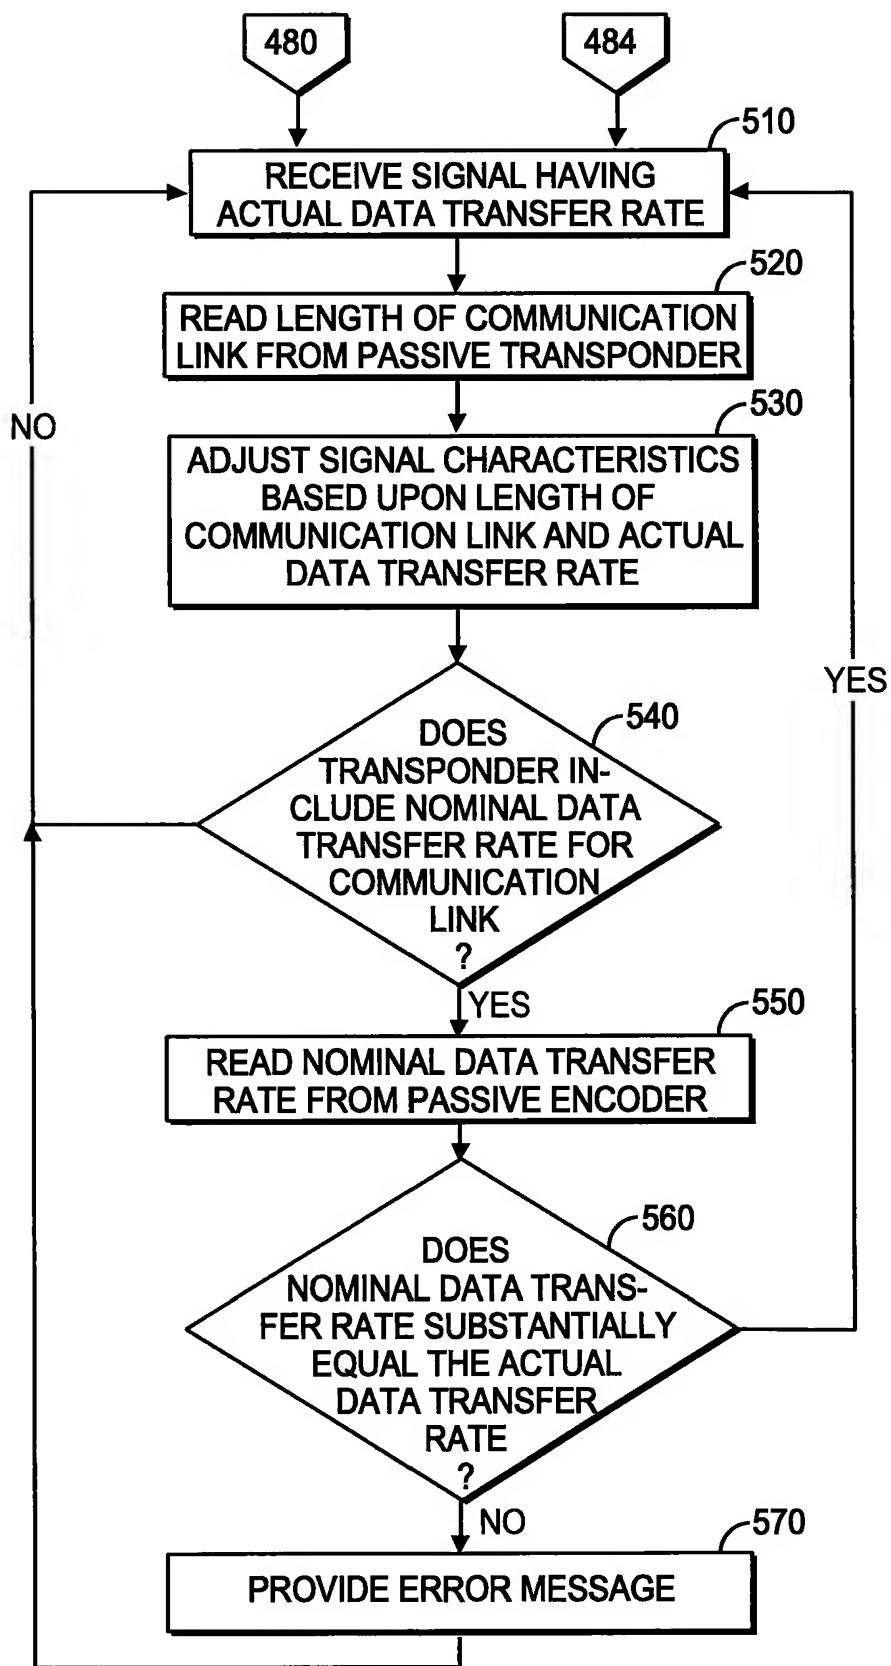 480
484
510
RECEIVE SIGNAL HAVING
ACTUAL DATA TRANSFER RATE
520
READ LENGTH OF COMMUNICATION
LINK FROM PASSIVE TRANSPONDER
530
NO
ADJUST SIGNAL CHARACTERISTICS
BASED UPON LENGTH OF
COMMUNICATION LINK AND ACTUAL
DATA TRANSFER RATE
YES
540
DOES
TRANSPONDER IN-
CLUDE NOMINAL DATA
TRANSFER RATE FOR
COMMUNICATION
LINK
?
YES
550
READ NOMINAL DATA TRANSFER
RATE FROM PASSIVE ENCODER
560
DOES
NOMINAL DATA TRANS-
FER RATE SUBSTANTIALLY
EQUAL THE ACTUAL
DATA TRANSFER
RATE
?
NO
570
PROVIDE ERROR MESSAGE